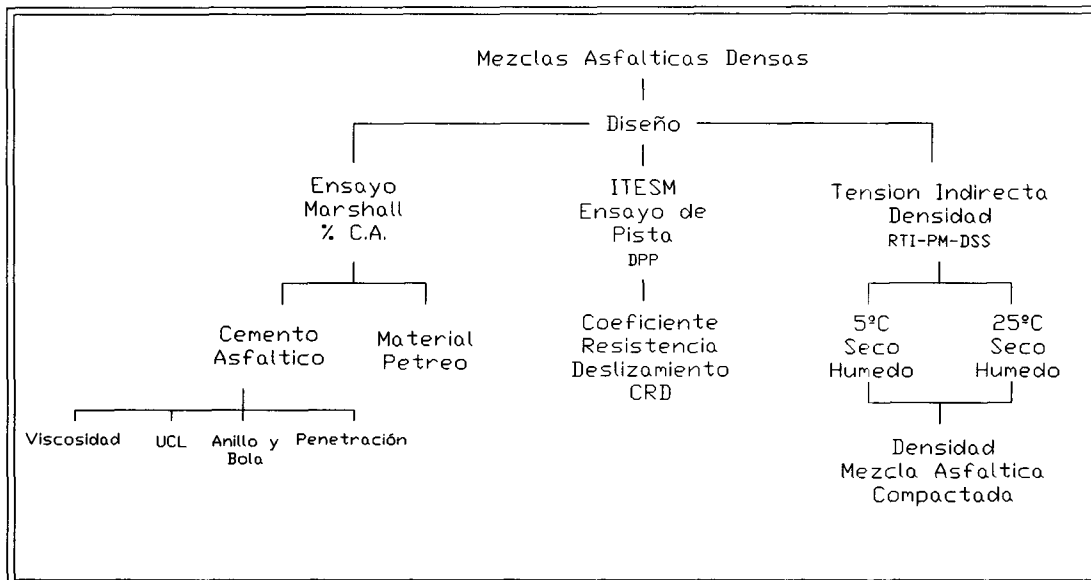 Mezclas Asfalticas Densas
Diseño
Ensayo
Marshall
% C.A.
ITESM
Ensayo de
Pista
DPP
Tension Indirecta
Densidad
RTI-PM-DSS
Cemento
Asfaltico
Material
Petreo
Coeficiente
Resistencia
Deslizamiento
CRD
5ºC
Seco
Humedo
25ºC
Seco
Humedo
Viscosidad
UCL
Anillo y
Bola
Penetración
Densidad
Mezcla Asfaltica
Compactada